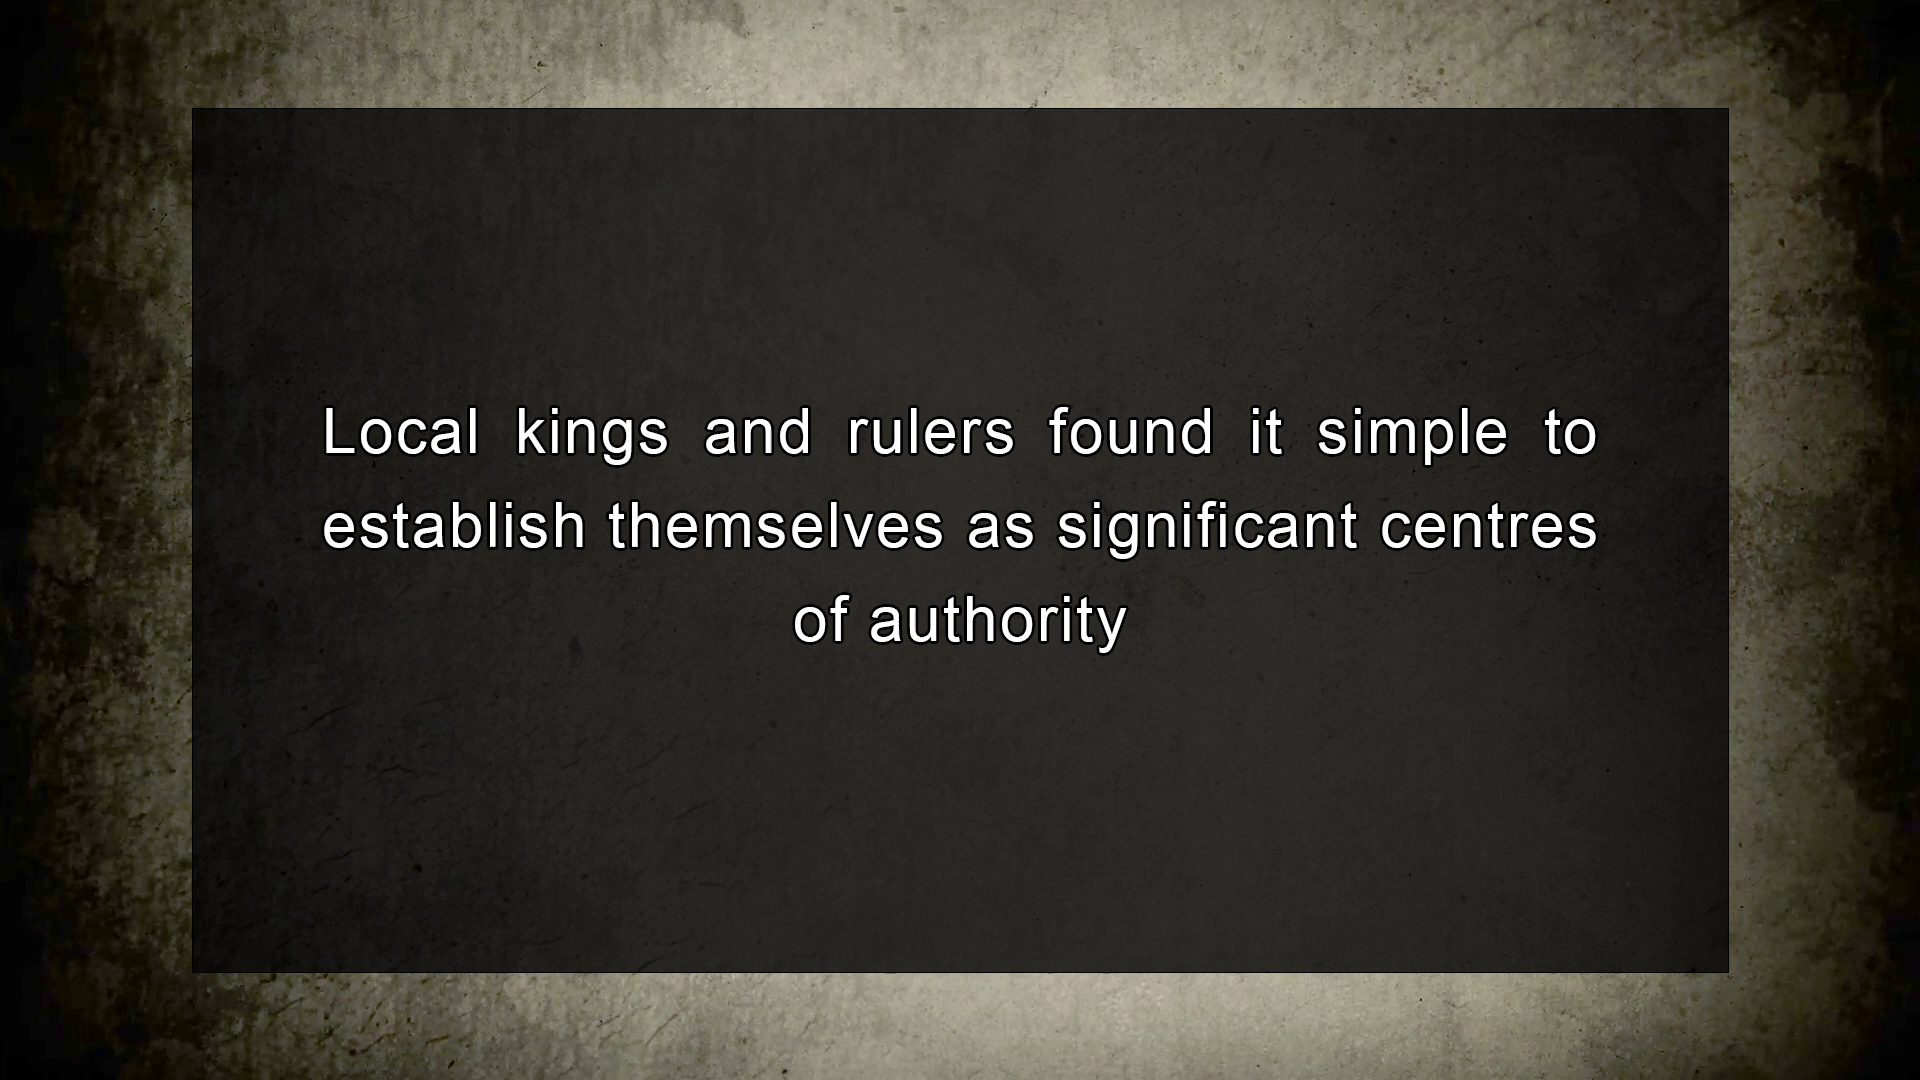 Local kings and rulers found it simple to
establish themselves as significant centres
of authority